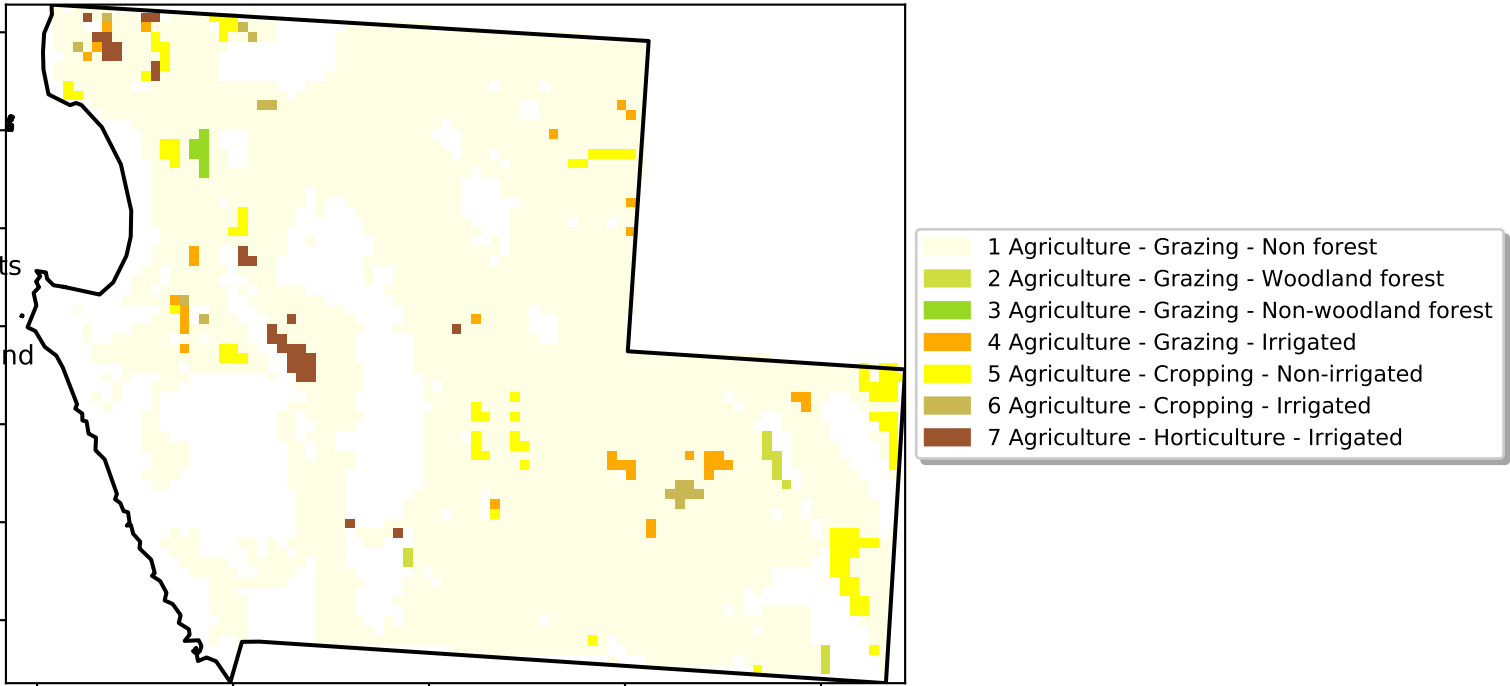 ts
nd
1 Agriculture - Grazing - Non forest
2 Agriculture - Grazing - Woodland forest
3 Agriculture - Grazing - Non-woodland forest
4 Agriculture - Grazing - Irrigated
5 Agriculture - Cropping - Non-irrigated
6 Agriculture - Cropping - Irrigated
7 Agriculture - Horticulture - Irrigated